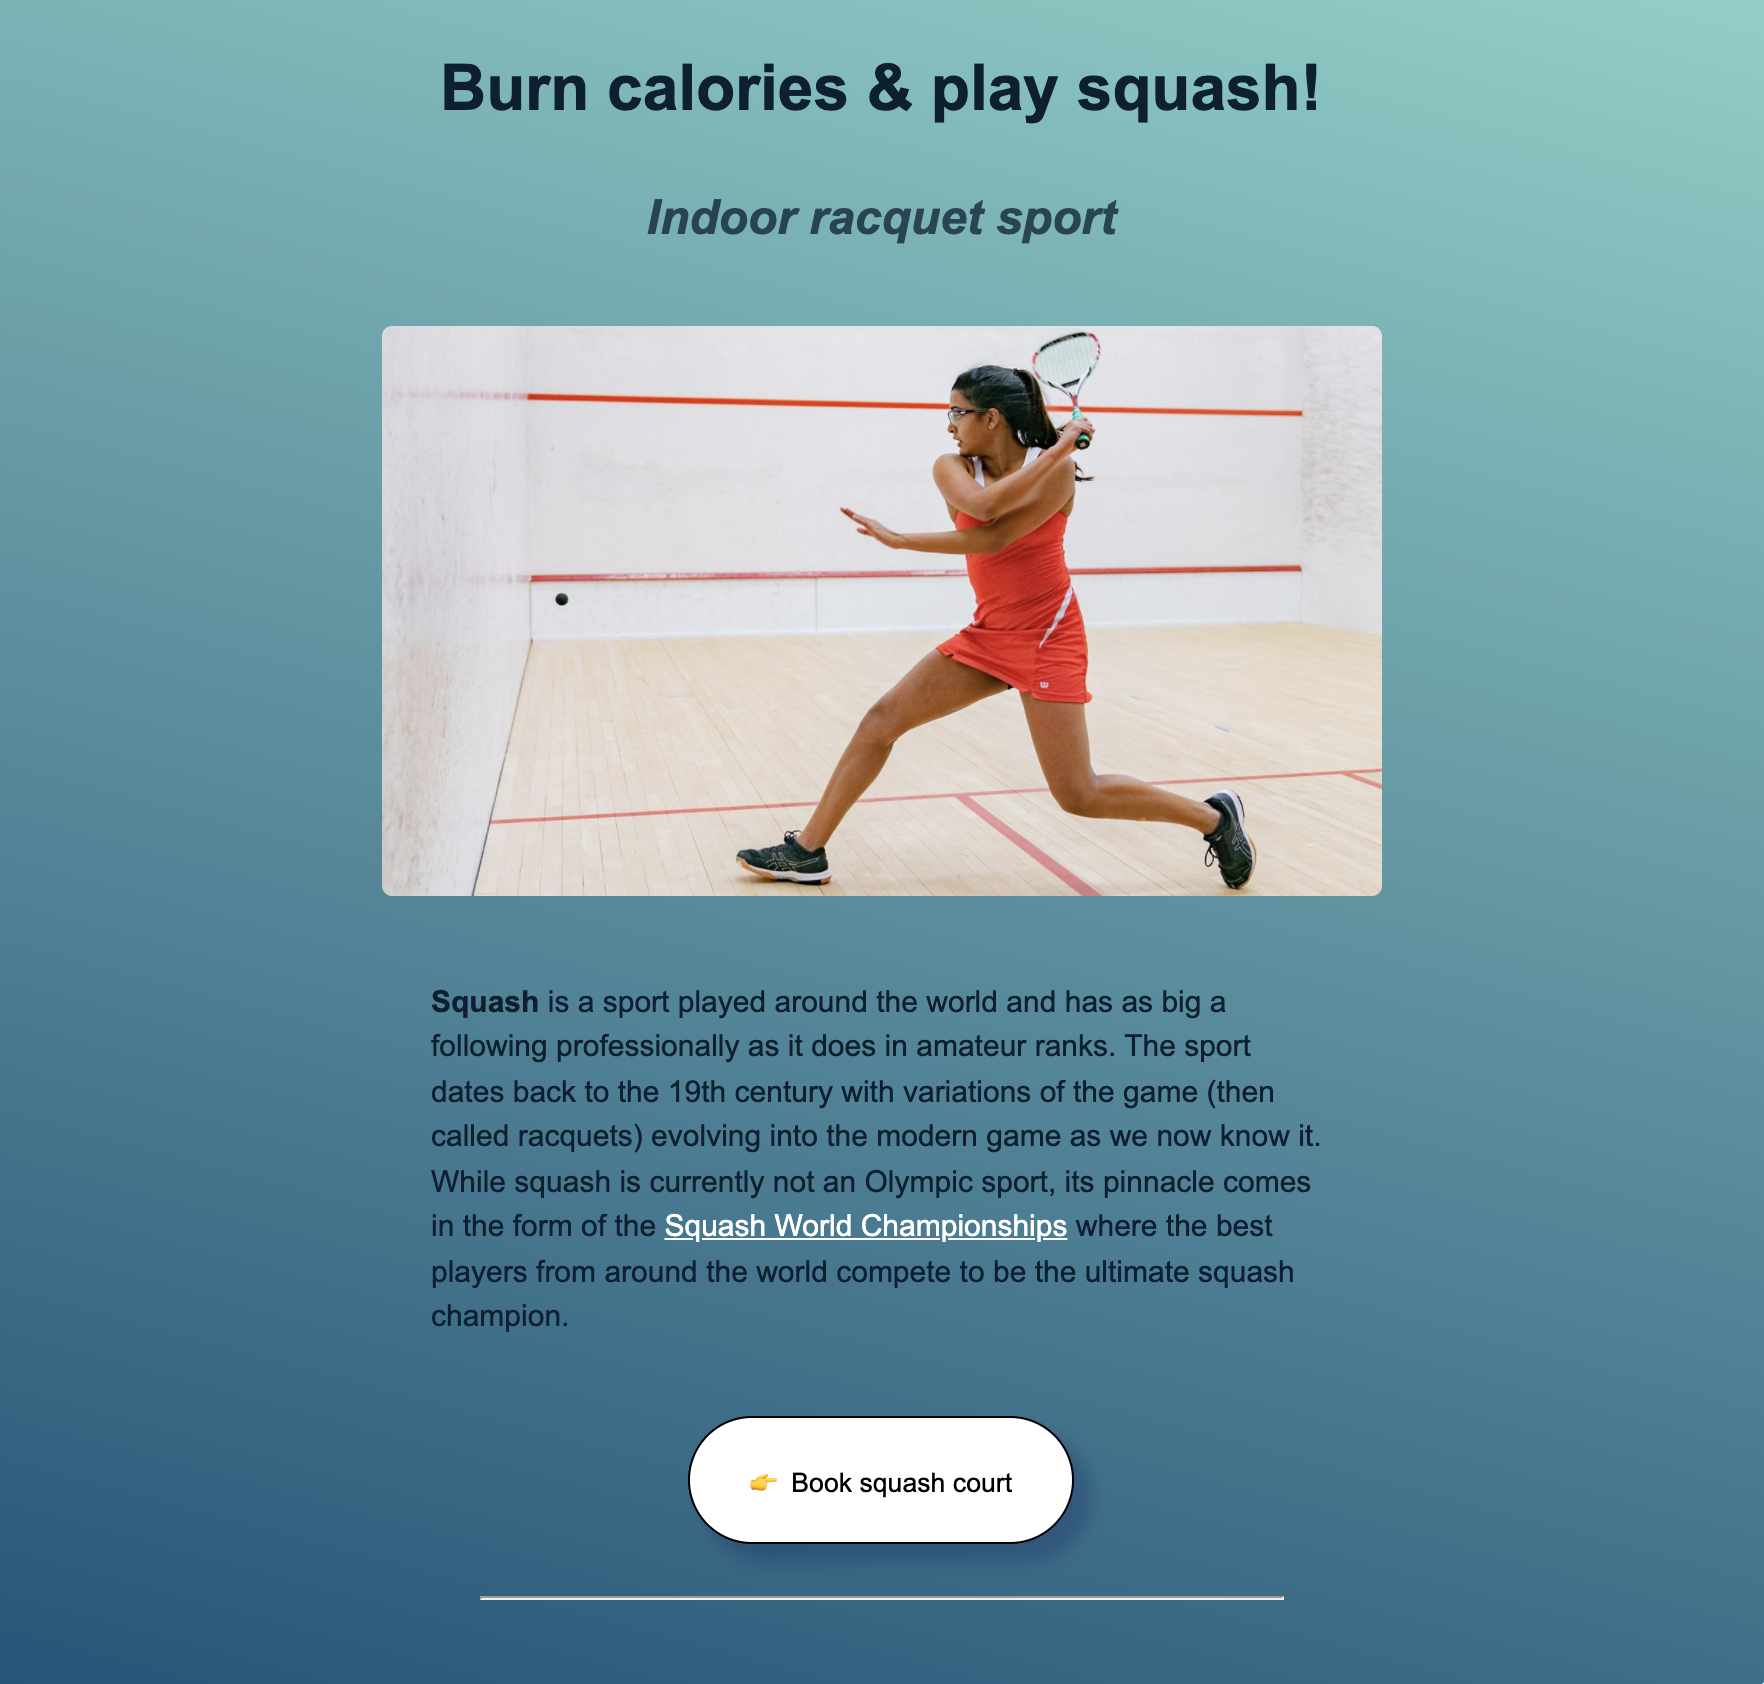 Burn calories & play squash!
Indoor racquet sport
Squash is a sport played around the world and has as big a
following professionally as it does in amateur ranks. The sport
dates back to the 19th century with variations of the game (then
called racquets) evolving into the modern game as we now know it.
While squash is currently not an Olympic sport, its pinnacle comes
in the form of the Squash World Championships where the best
players from around the world compete to be the ultimate squash
champion.
👉 Book squash court